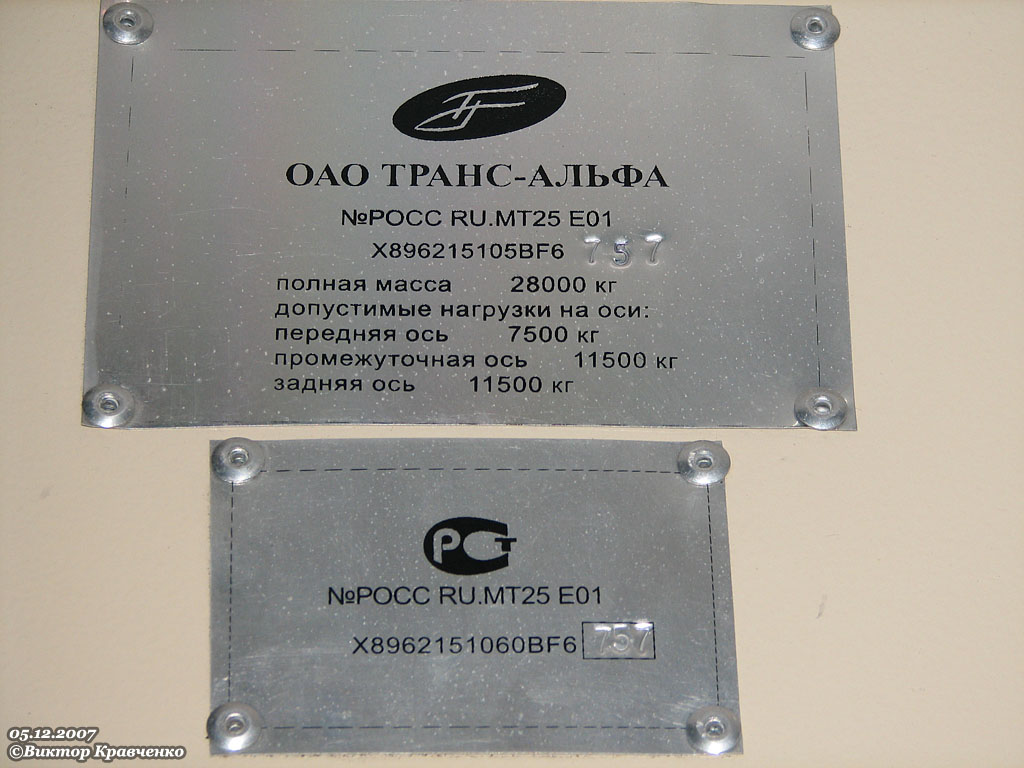 ОАО ТРАНС-АЛЬФА
№РОСС RU.MT25 E01
X896215105BF6 757
полная масса 28000 кг
допустимые нагрузки на оси:
передняя ось 7500 кг
промежуточная ось 11500 кг
задняя ось 11500 кг
РСТ
№РОСС RU.MT25 E01
X8962151060BF6 757
05.12.2007
©Виктор Кравченко